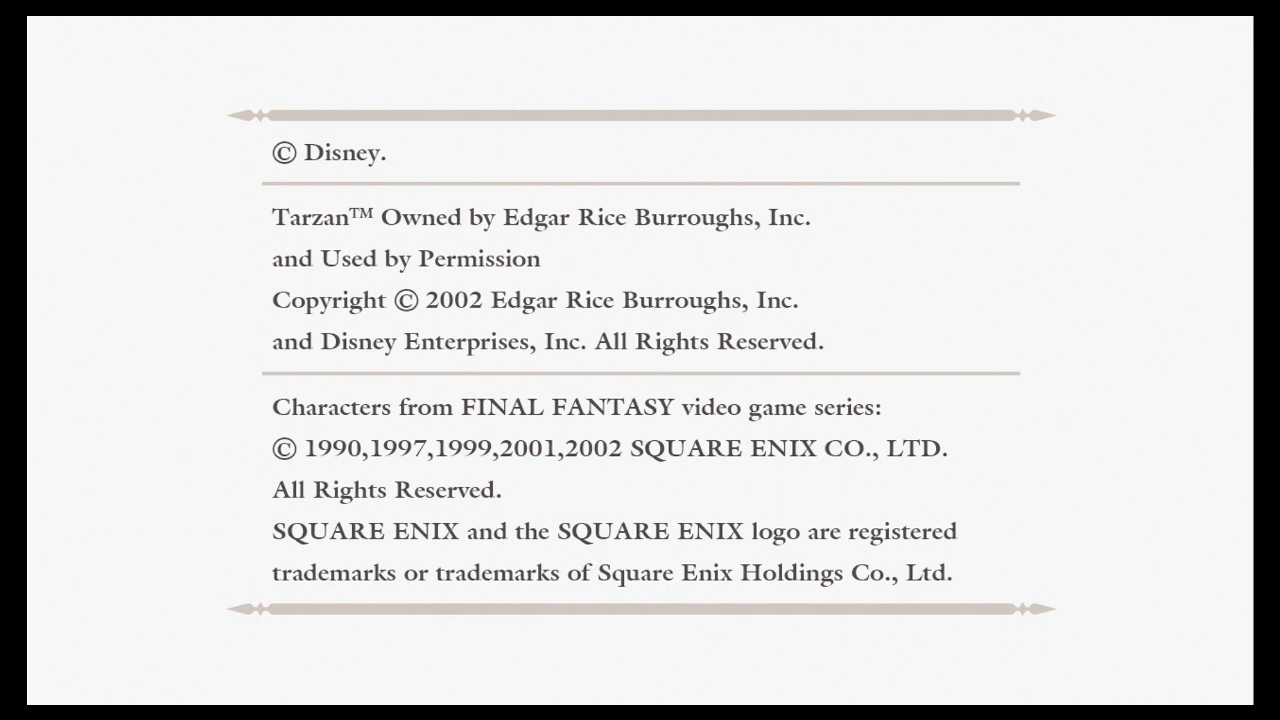 © Disney.
Tarzan™ Owned by Edgar Rice Burroughs, Inc.
and Used by Permission
Copyright © 2002 Edgar Rice Burroughs, Inc.
and Disney Enterprises, Inc. All Rights Reserved.
Characters from FINAL FANTASY video game series:
© 1990,1997,1999,2001,2002 SQUARE ENIX CO., LTD.
All Rights Reserved.
SQUARE ENIX and the SQUARE ENIX logo are registered
trademarks or trademarks of Square Enix Holdings Co., Ltd.